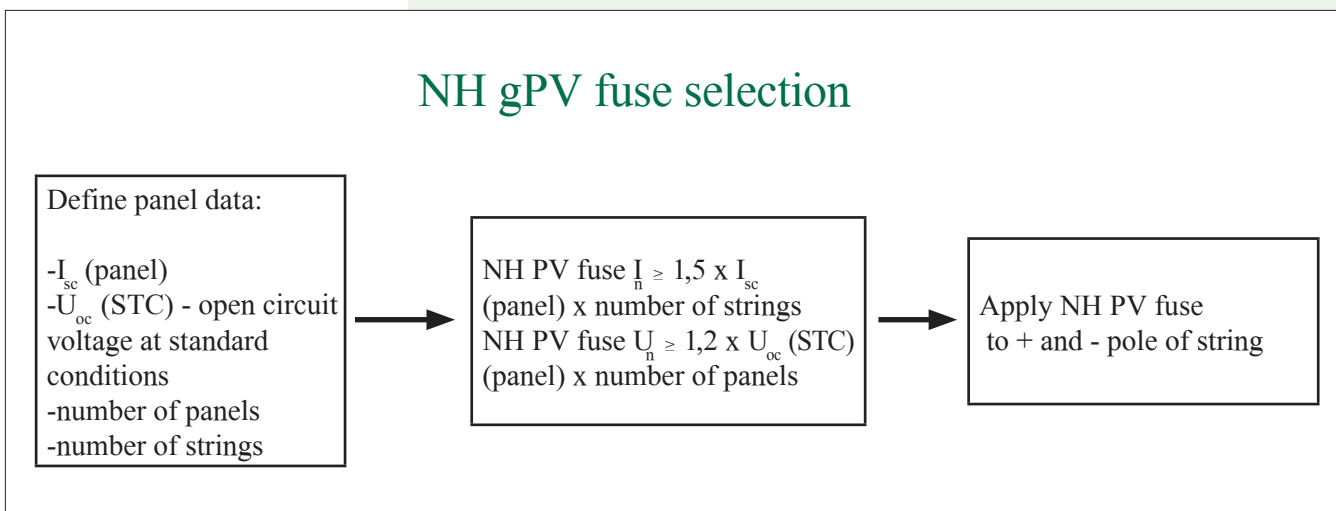 NH gPV fuse selection
Define panel data:
-Isc (panel)
-Uoc (STC) - open circuit
voltage at standard
conditions
-number of panels
-number of strings
NH PV fuse In ≥ 1,5 x Isc
(panel) x number of strings
NH PV fuse Un ≥ 1,2 x Uoc (STC)
(panel) x number of panels
Apply NH PV fuse
to + and - pole of string